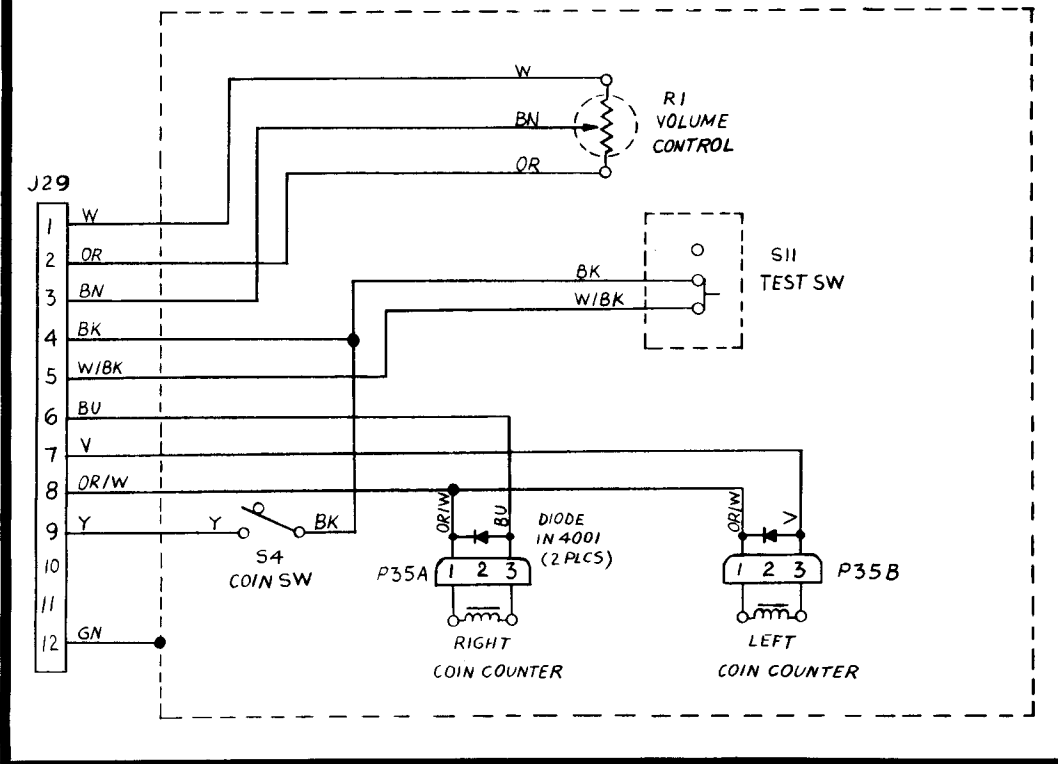 W
R1
VOLUME
CONTROL
BN
OR
J29
1 W
2 OR
3 BN
4 BK
5 W/BK
6 BU
7 V
8 OR/W
9 Y
10
11
12 GN
BK
W/BK
S11
TEST SW
Y
BK
S4
COIN SW
OR/W
BU
DIODE
IN 4001
(2 PLCS)
OR/W
V
P35A
1 2 3
1 2 3
P35B
RIGHT
COIN COUNTER
LEFT
COIN COUNTER